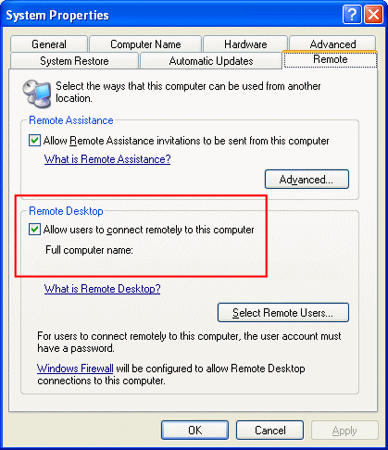 System Properties
General
Computer Name
Hardware
Advanced
System Restore
Automatic Updates
Remote
Select the ways that this computer can be used from another
location.
Remote Assistance
Allow Remote Assistance invitations to be sent from this computer
What is Remote Assistance?
Advanced...
Remote Desktop
Allow users to connect remotely to this computer
Full computer name:
What is Remote Desktop?
Select Remote Users...
For users to connect remotely to this computer, the user account must
have a password.
Windows Firewall will be configured to allow Remote Desktop
connections to this computer.
OK
Cancel
Apply